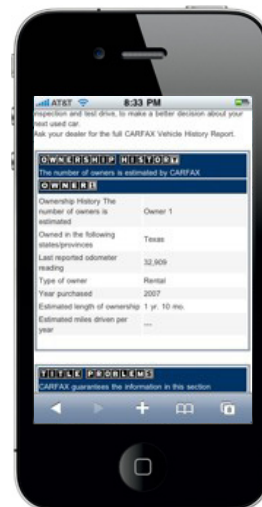 AT&T 8:33 PM
inspection and test drive, to make a better decision about your
next used car.
Ask your dealer for the full CARFAX Vehicle History Report.
OWNERSHIP HISTORY
The number of owners is estimated by CARFAX
OWNER 1
Ownership History The
number of owners is Owner 1
estimated
Owned in the following Texas
states/provinces
Last reported odometer 32,909
reading
Type of owner Rental
Year purchased 2007
Estimated length of ownership 1 yr. 10 mo.
Estimated miles driven per ---
year
TITLE PROBLEMS
CARFAX guarantees the information in this section